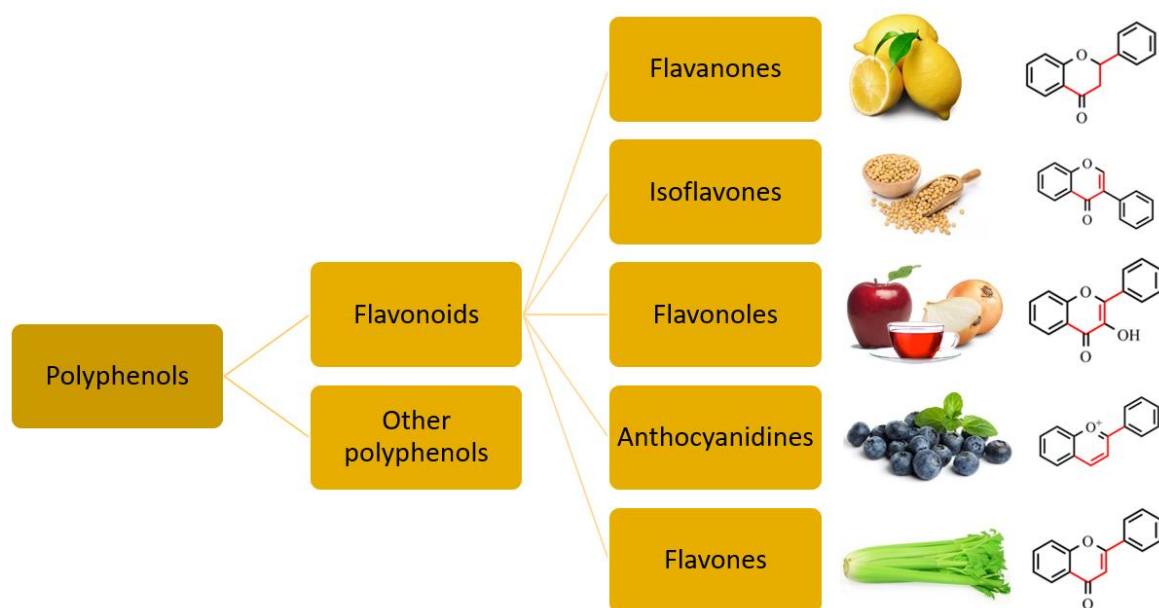 Polyphenols
Flavonoids
Other
polyphenols
Flavanones
O
O
Isoflavones
O
O
Flavonoles
O
OH
O
Anthocyanidines
O+
Flavones
O
O